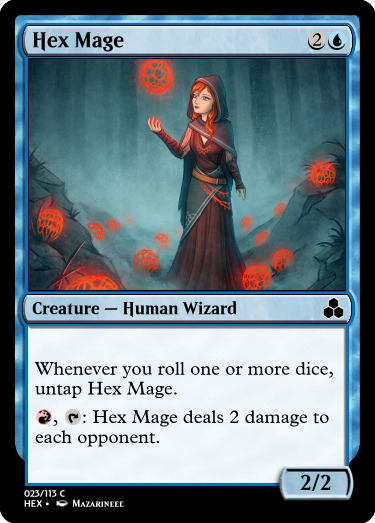 Hex Mage 2
Creature — Human Wizard
Whenever you roll one or more dice,
untap Hex Mage.
, : Hex Mage deals 2 damage to
each opponent.
2/2
023/113 C
HEX • Mazarineee